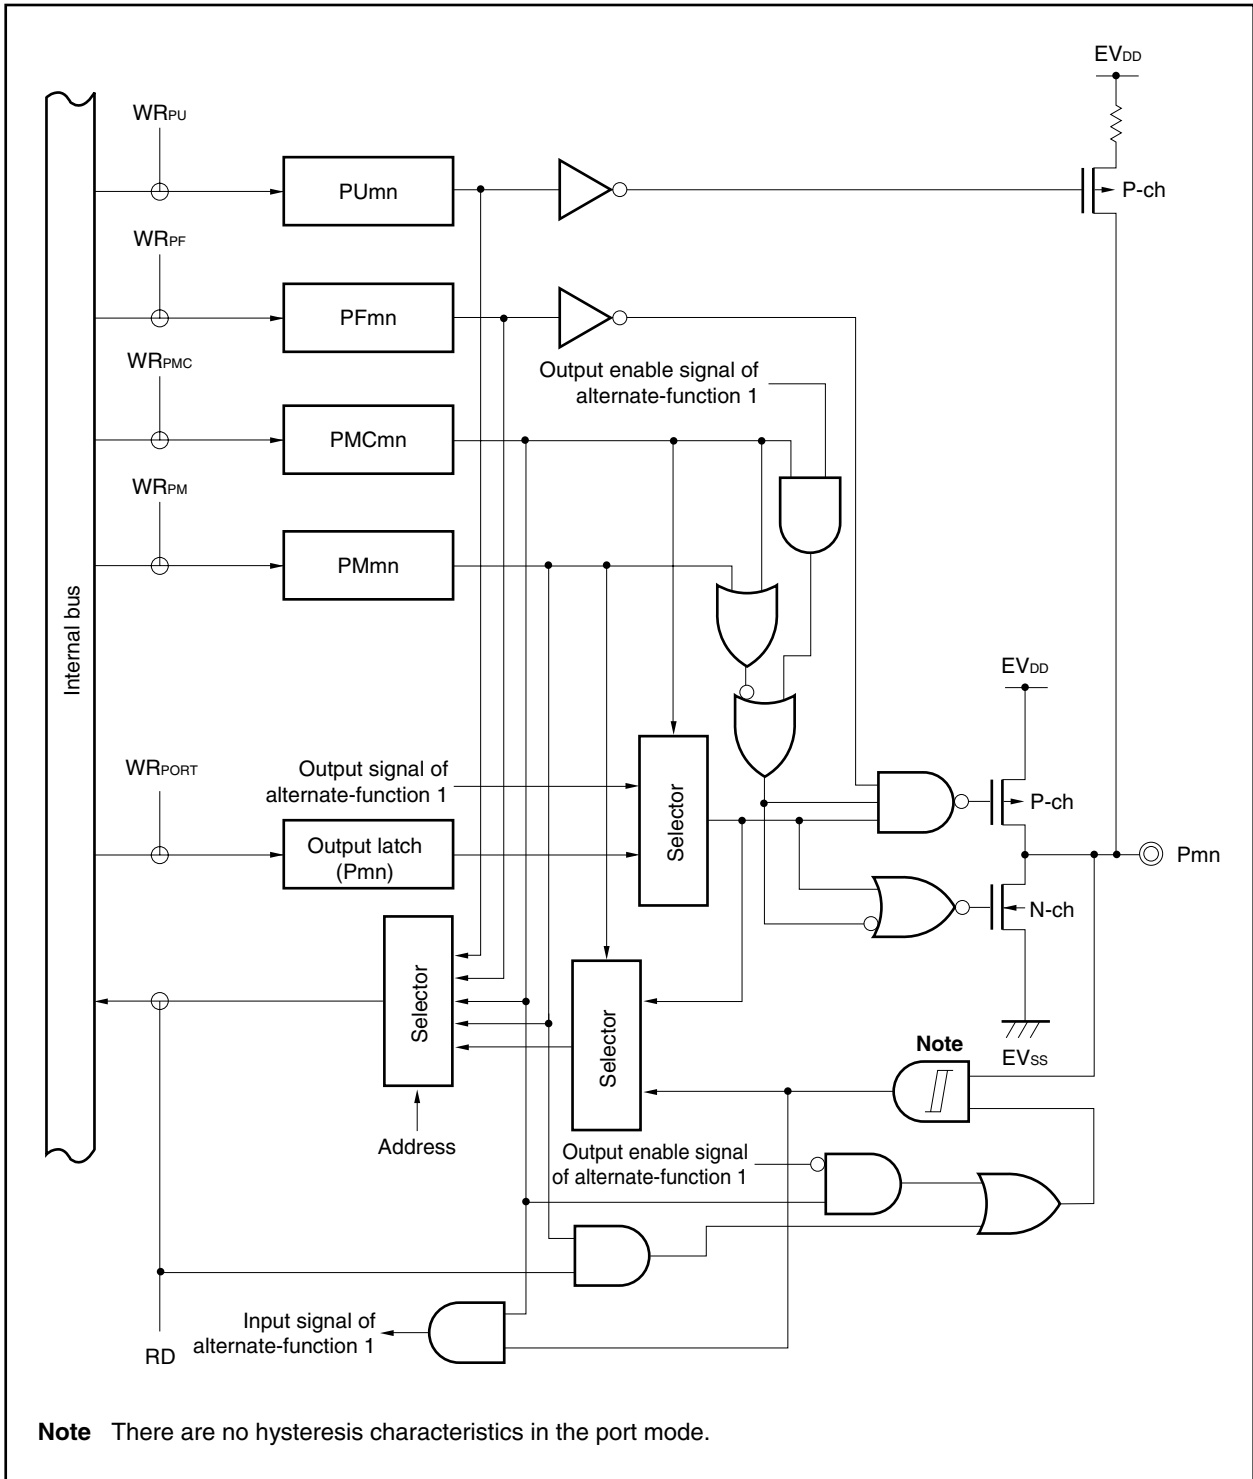 EVDD
WRPU
PUmn
P-ch
WRPF
PFmn
WRPMC
Output enable signal of
alternate-function 1
PMCmn
WRPM
PMmn
Internal bus
EVDD
WRPORT
Output signal of
alternate-function 1
Selector
P-ch
Output latch
(Pmn)
Pmn
N-ch
Selector
Selector
Note
EVSS
Address
Output enable signal
of alternate-function 1
Input signal of
alternate-function 1
RD
Note There are no hysteresis characteristics in the port mode.